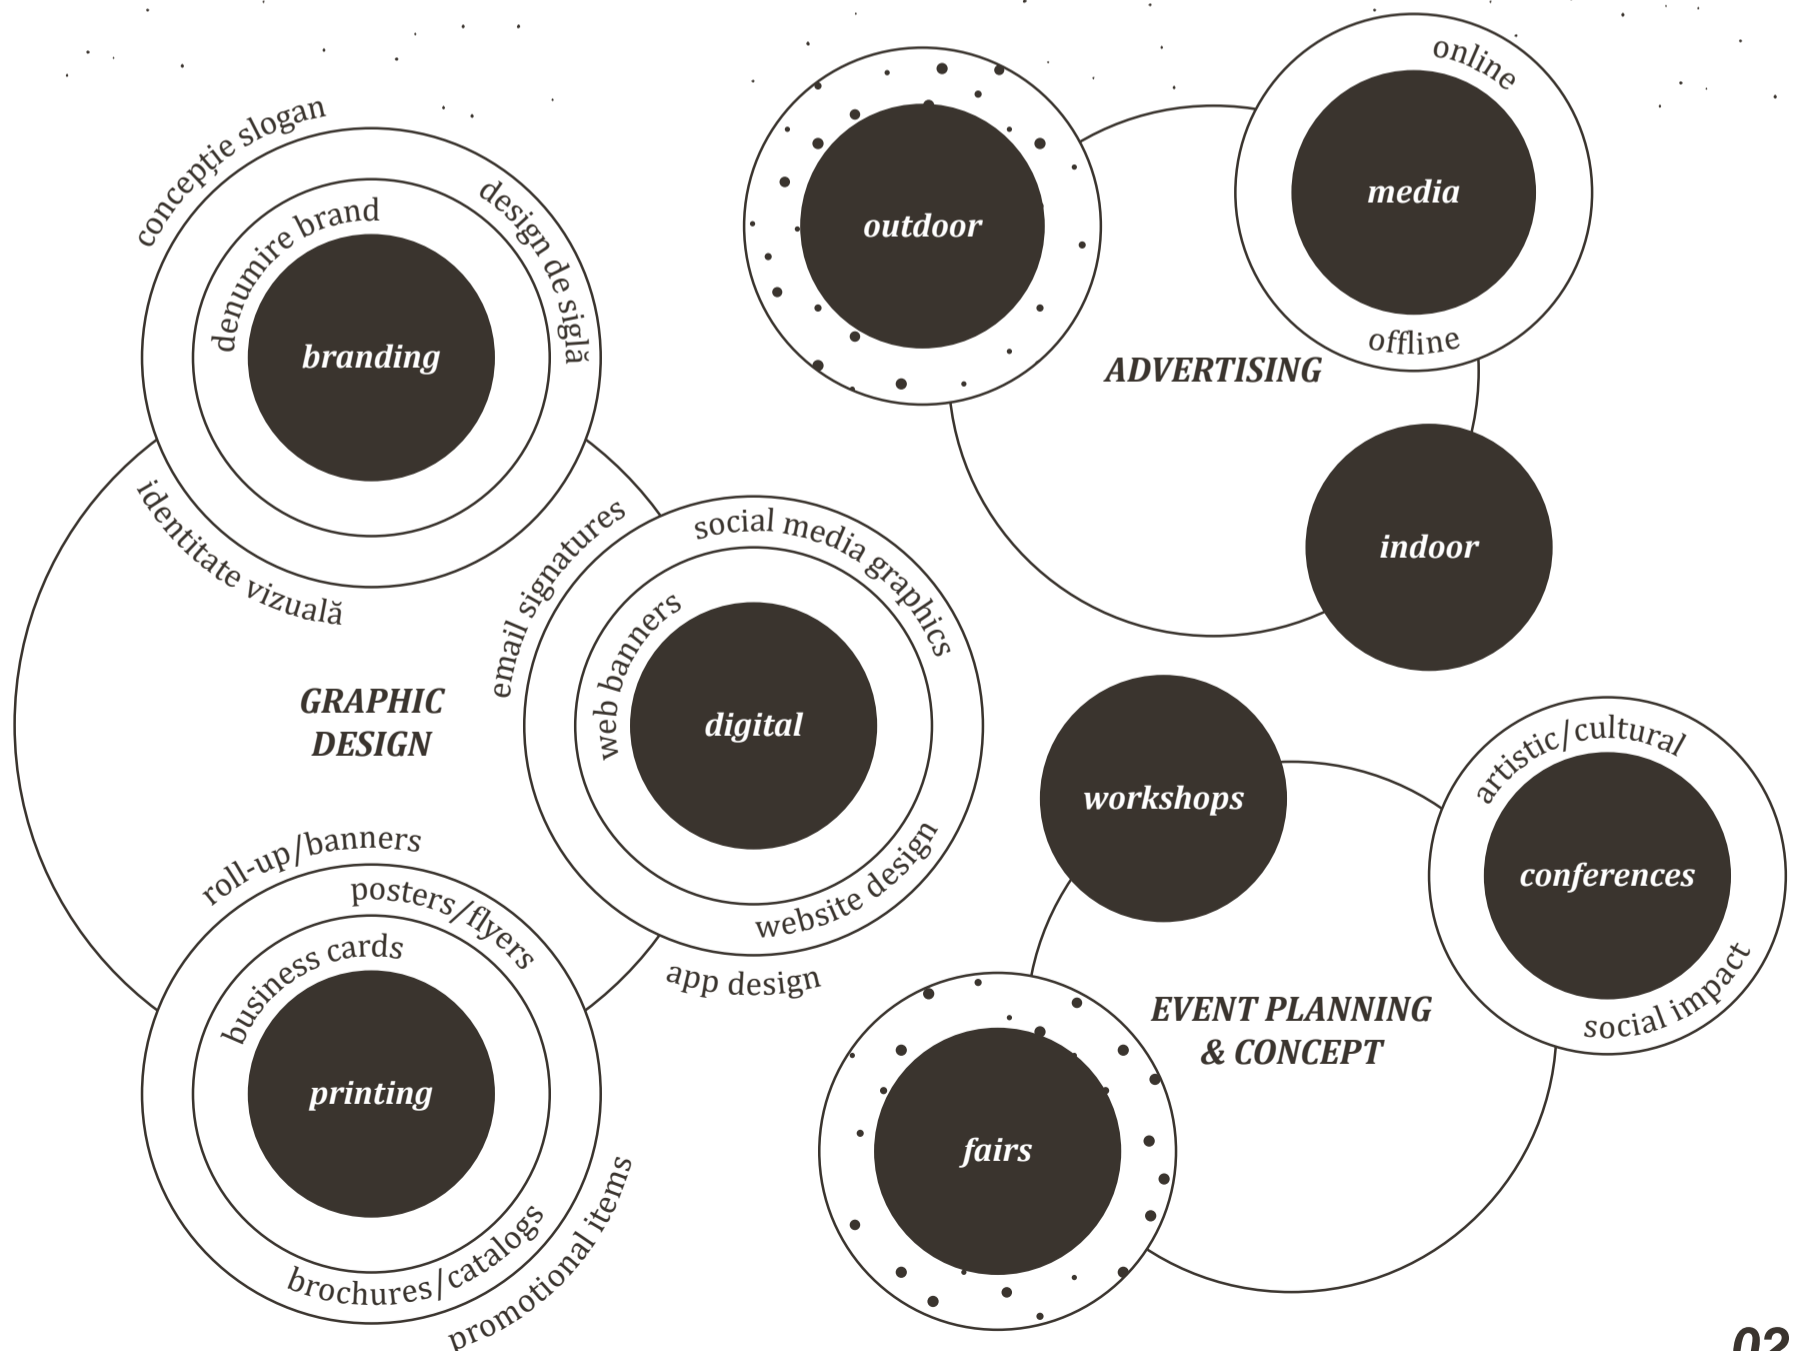 concepție slogan
denumire brand
design de siglă
branding
identitate vizuală
GRAPHIC
DESIGN
email signatures
social media graphics
web banners
digital
website design
app design
roll-up/banners
posters/flyers
business cards
printing
brochures/catalogs
promotional items
outdoor
online
media
offline
ADVERTISING
indoor
workshops
artistic/cultural
conferences
social impact
EVENT PLANNING
& CONCEPT
fairs
02